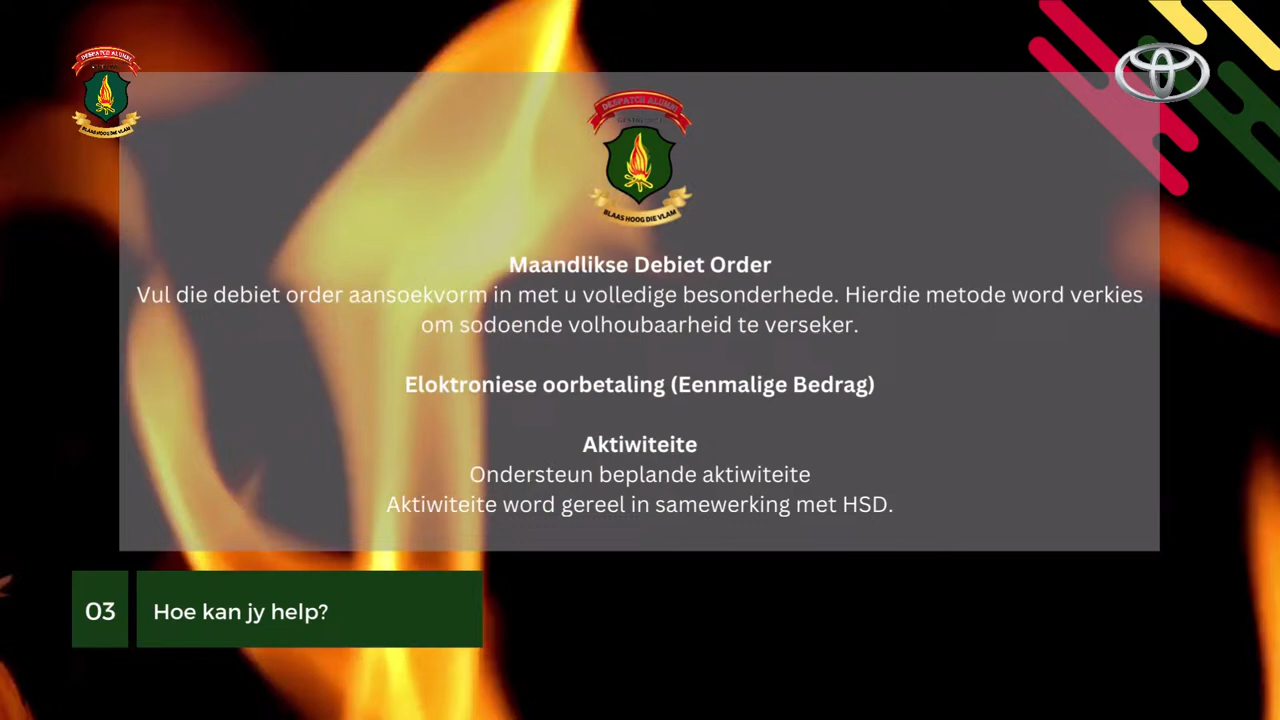 DESPATCH ALUMNI
BLAAS HOOG DIE VLAM
DESPATCH ALUMNI
BLAAS HOOG DIE VLAM
Maandlikse Debiet Order
Vul die debiet order aansoekvorm in met u volledige besonderhede. Hierdie metode word verkies
om sodoende volhoubaarheid te verseker.
Eloktroniese oorbetaling (Eenmalige Bedrag)
Aktiwiteite
Ondersteun beplande aktiwiteite
Aktiwiteite word gereel in samewerking met HSD.
03 Hoe kan jy help?